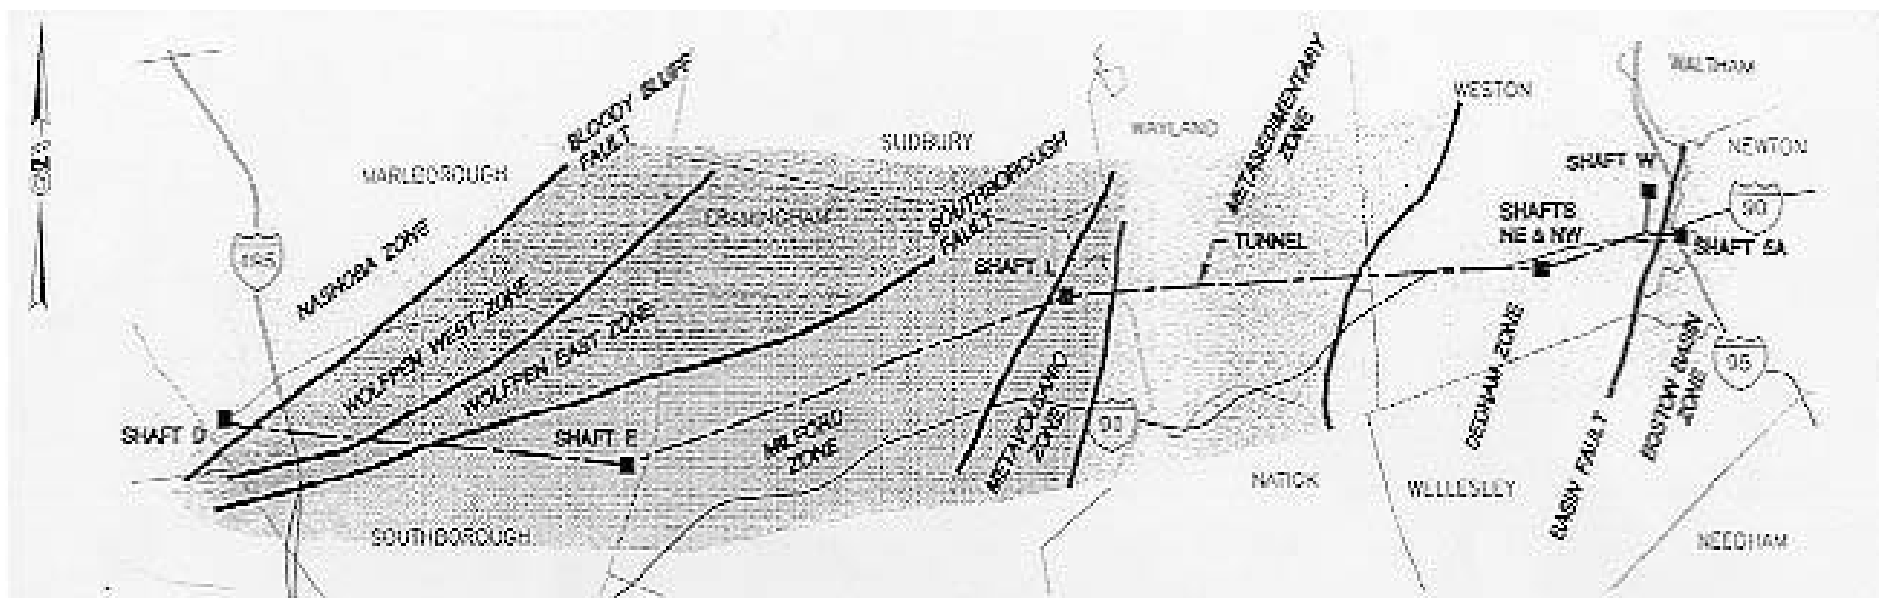 WALTHAM
BLOODY BLUFF
FAULT
METASEDIMENTARY
ZONE
WESTON
SUDBURY
WAYLAND
NEWTON
MARLBOROUGH
SHAFT W
SOUTHBOROUGH
FAULT
FRAMINGHAM
90
SHAFTS
NE & NW
NASHOBA ZONE
TUNNEL
SHAFT 5A
495
SHAFT L
WOLFPEN WEST ZONE
WOLFPEN EAST ZONE
95
DEDHAM ZONE
BOSTON BASIN
ZONE
METAVOLCANIC
ZONE
SHAFT D
SHAFT E
MILFORD
ZONE
90
BASIN FAULT
NATICK
WELLESLEY
SOUTHBOROUGH
NEEDHAM